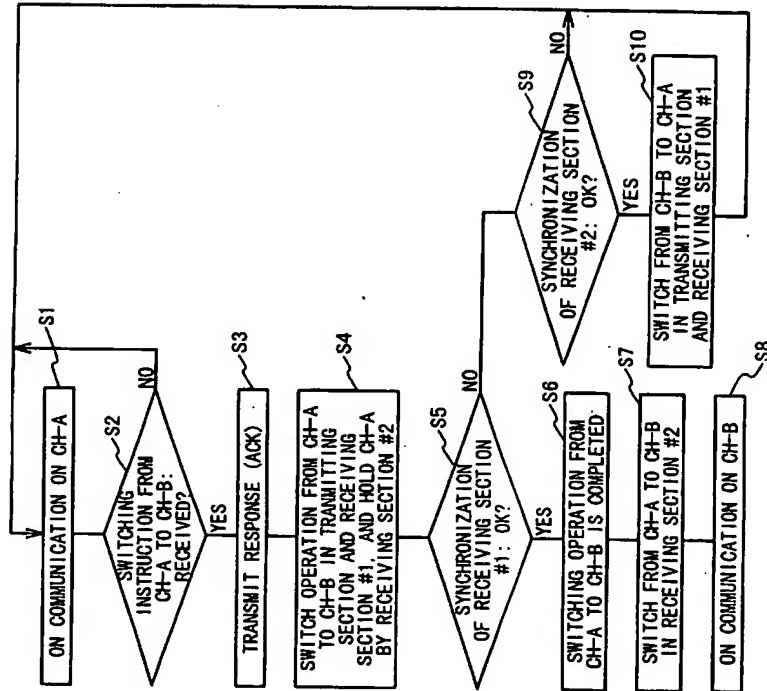 S1
ON COMMUNICATION ON CH-A
S2
SWITCHING
INSTRUCTION FROM
CH-A TO CH-B:
RECEIVED?
NO
YES
S3
TRANSMIT RESPONSE (ACK)
S4
SWITCH OPERATION FROM CH-A
TO CH-B IN TRANMITTING
SECTION AND RECEIVING
SECTION #1, AND HOLD CH-A
BY RECEIVING SECTION #2
S5
SYNCHRONIZATION
OF RECEIVING SECTION
#1: OK?
NO
YES
S6
SWITCHING OPERATION FROM
CH-A TO CH-B IS COMPLETED
S7
SWITCH FROM CH-A TO CH-B
IN RECEIVING SECTION #2
S8
ON COMMUNICATION ON CH-B
S9
SYNCHRONIZATION
OF RECEIVING SECTION
#2: OK?
NO
YES
S10
SWITCH FROM CH-B TO CH-A
IN TRANSMITTING SECTION
AND RECEIVING SECTION #1